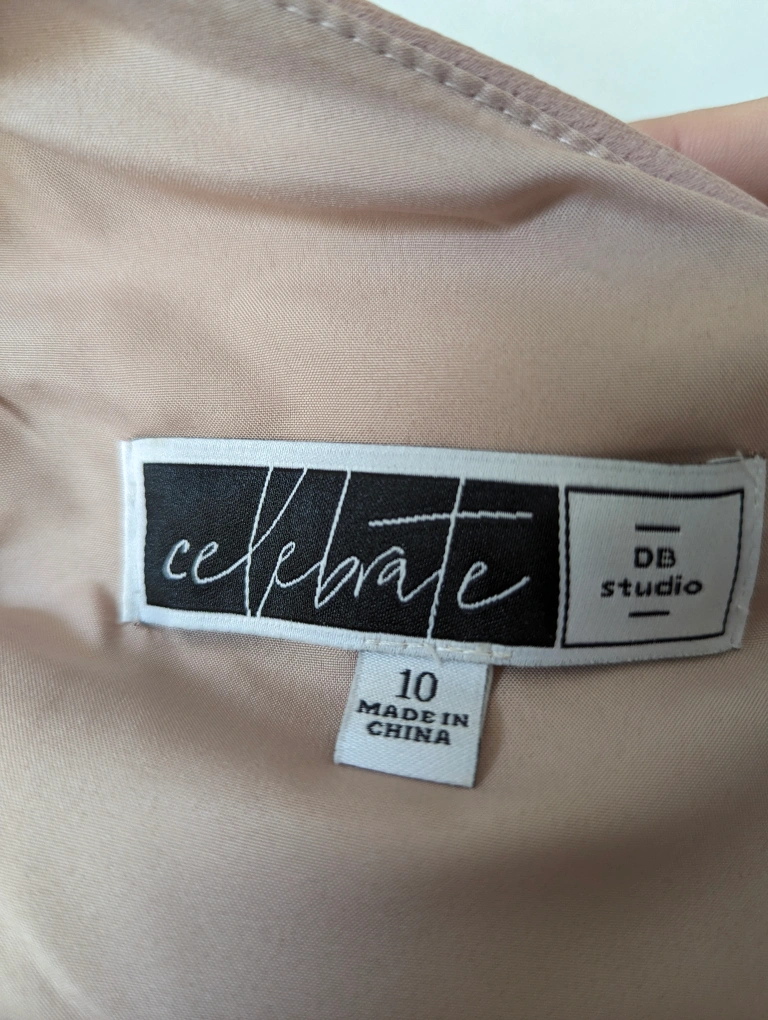 celebrate
DB
studio
10
MADE IN
CHINA